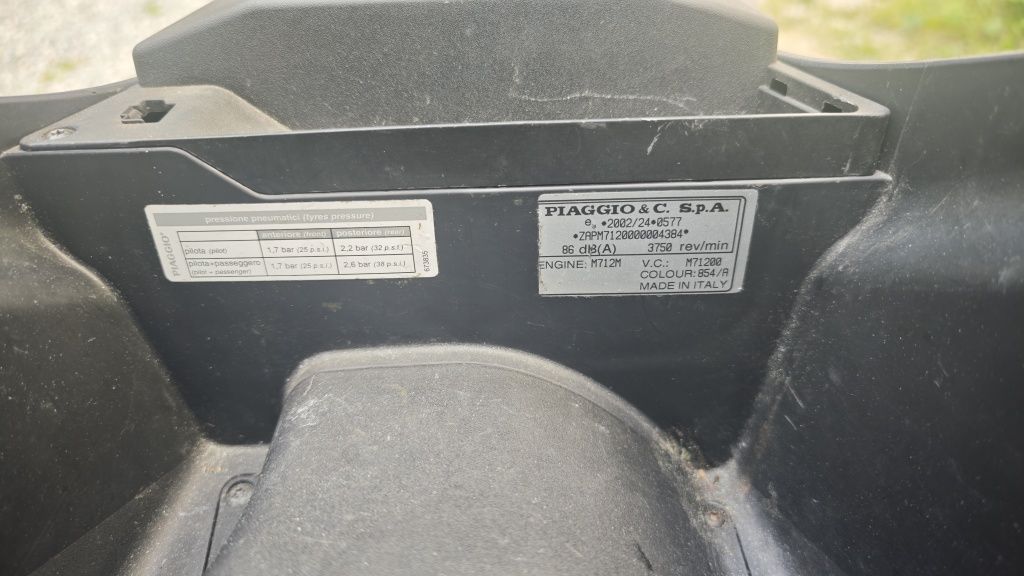 pressione pneumatici (tyres pressure)
anteriore (front) posteriore (rear)
pilota (pilot) 1,7 bar (25 p.s.i.) 2,2 bar (32 p.s.i.)
pilota+passeggero 1,7 bar (25 p.s.i.) 2,6 bar (38 p.s.i.)
(pilot + passenger)
PIAGGIO
673835
PIAGGIO & C. S.p.A.
*2002/24*0577
*ZAPM7120000004384*
86 dB(A) 3750 rev/min
ENGINE: M712M V.C.: M71200
COLOUR: 854/A
MADE IN ITALY